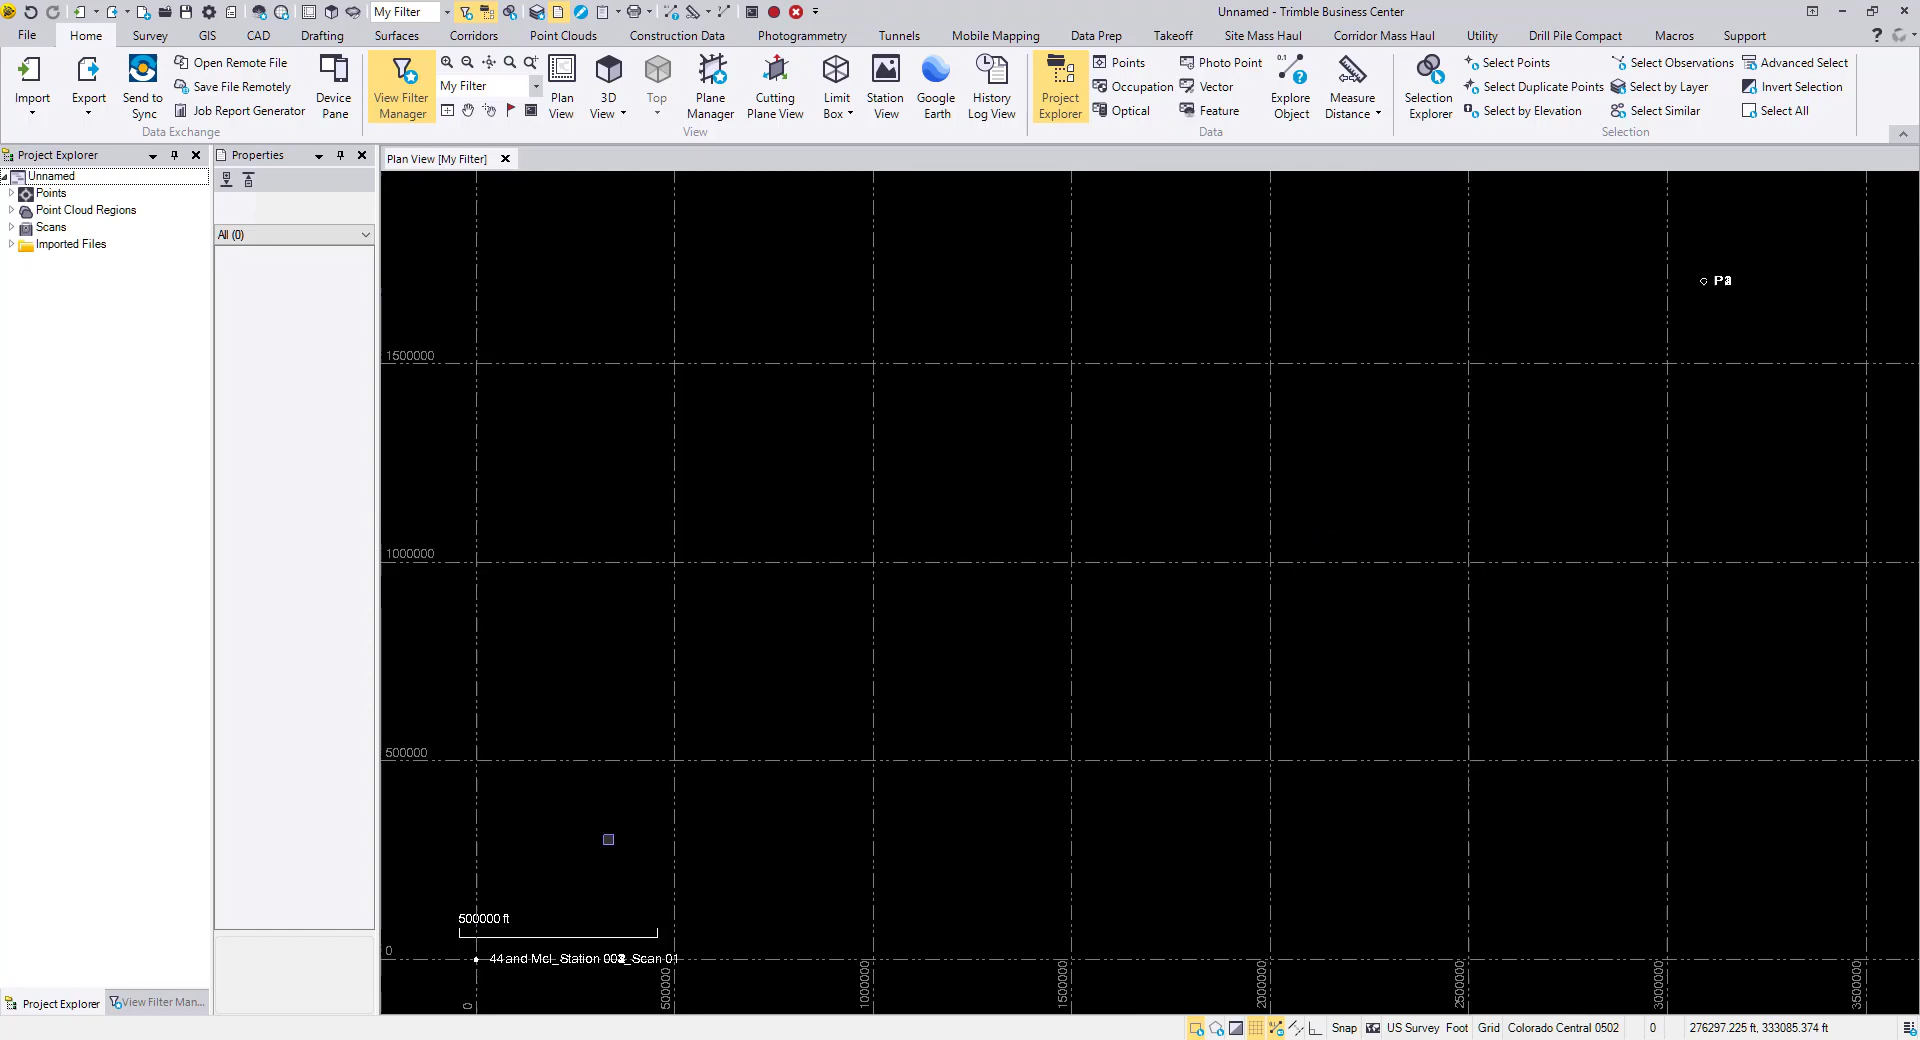 My Filter
Unnamed - Trimble Business Center
File Home Survey GIS CAD Drafting Surfaces Corridors Point Clouds Construction Data Photogrammetry Tunnels Mobile Mapping Data Prep Takeoff Site Mass Haul Corridor Mass Haul Utility Drill Pile Compact Macros Support
Import
Export
Send to
Sync
Open Remote File
Save File Remotely
Job Report Generator
Device
Pane
Data Exchange
View Filter
Manager
My Filter
Plan
View
3D
View
Top
Plane
Manager
Cutting
Plane View
Limit
Box
Station
View
Google
Earth
History
Log View
View
Project
Explorer
Points
Occupation
Optical
Photo Point
Vector
Feature
0.1
Explore
Object
Measure
Distance
Data
Selection
Explorer
Select Points
Select Duplicate Points
Select by Elevation
Select Observations
Select by Layer
Select Similar
Advanced Select
Invert Selection
Select All
Selection
Project Explorer
Unnamed
Points
Point Cloud Regions
Scans
Imported Files
Properties
All (0)
Plan View [My Filter]
1500000
1000000
500000
0
500000 ft
44 and Mcl_Station 002_Scan 01
0
500000
1000000
1500000
2000000
2500000
3000000
3500000
Project Explorer
View Filter Man...
Snap
US Survey Foot
Grid
Colorado Central 0502
0
276297.225 ft, 333085.374 ft